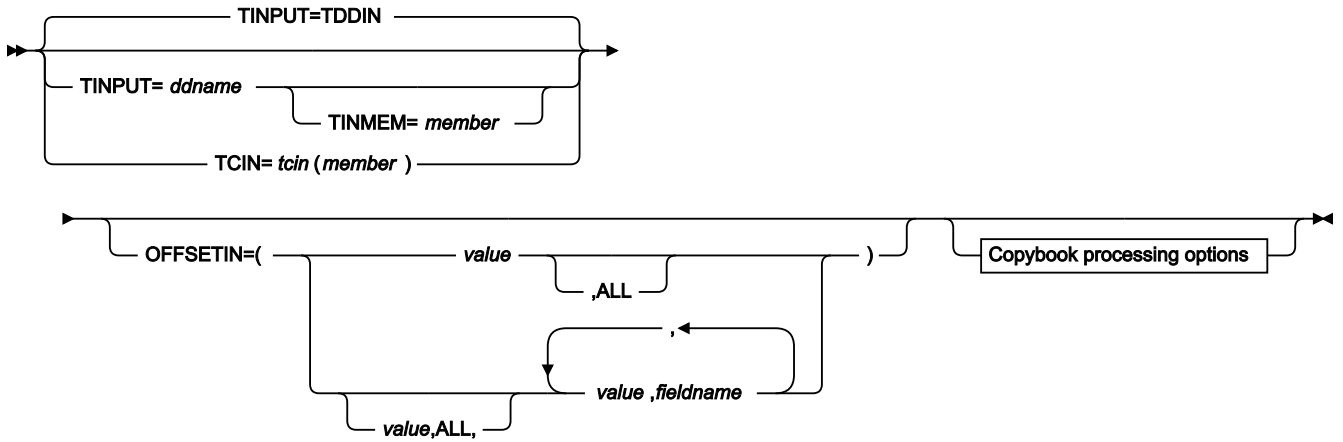 TINPUT=TDDIN
TINPUT= ddname
TINMEM= member
TCIN= tcin (member )
OFFSETIN=( value )
Copybook processing options
,ALL
,
value ,fieldname
value,ALL,